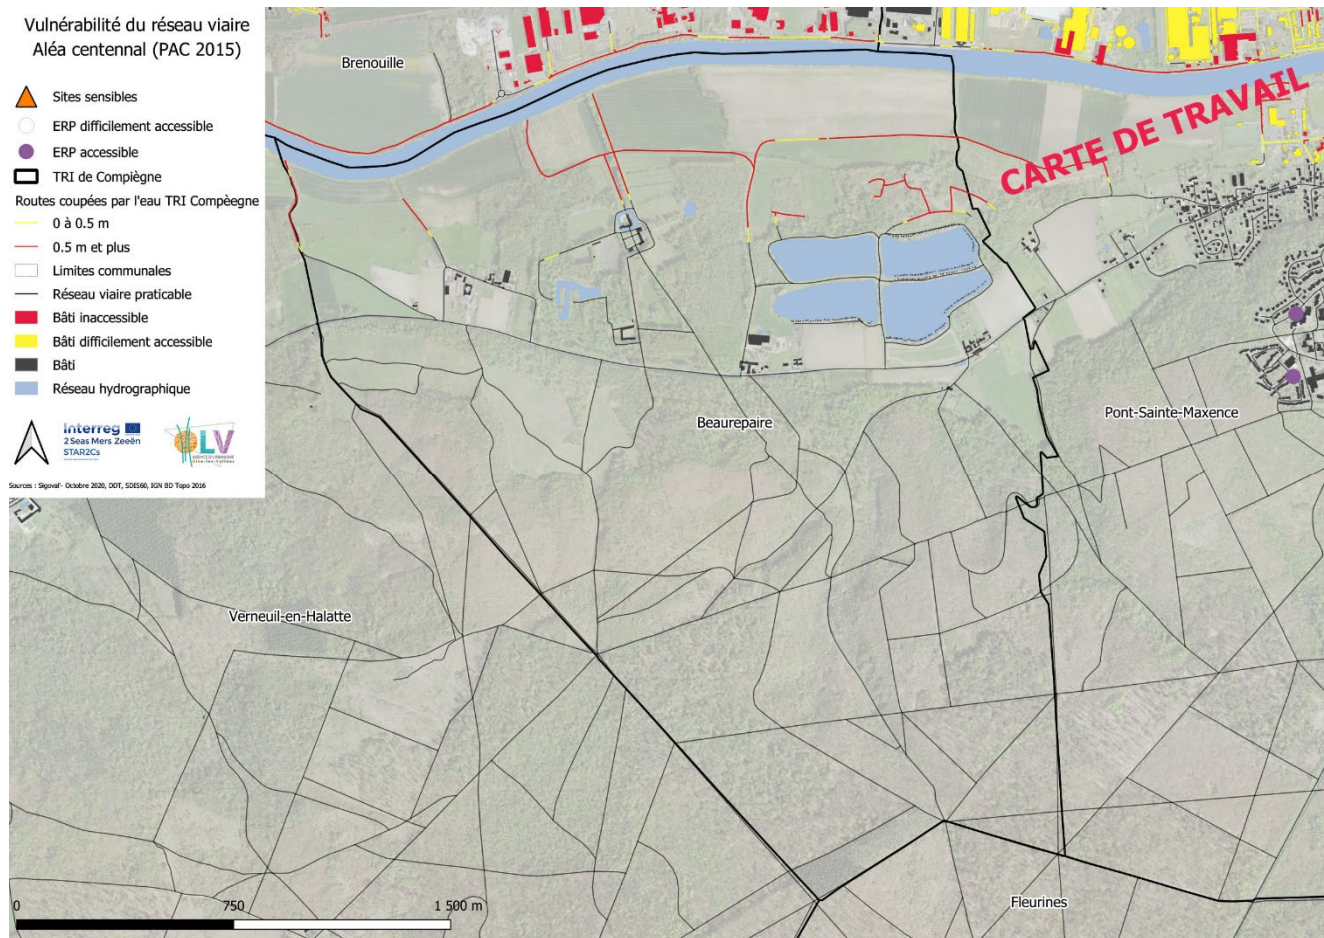 Vulnérabilité du réseau viaire
Aléa centennal (PAC 2015)
Sites sensibles
ERP difficilement accessible
ERP accessible
TRI de Compiègne
Routes coupées par l'eau TRI Compèegne
0 à 0.5 m
0.5 m et plus
Limites communales
Réseau viaire praticable
Bâti inaccessible
Bâti difficilement accessible
Bâti
Réseau hydrographique
Interreg
2 Seas Mers Zeeën
STAR2Cs
OLV
Sources : Sigoval - Octobre 2020, DDT, SDIS60, IGN BD Topo 2016
Brenouille
CARTE DE TRAVAIL
Beaurepaire
Pont-Sainte-Maxence
Verneuil-en-Halatte
Fleurines
0
750
1 500 m